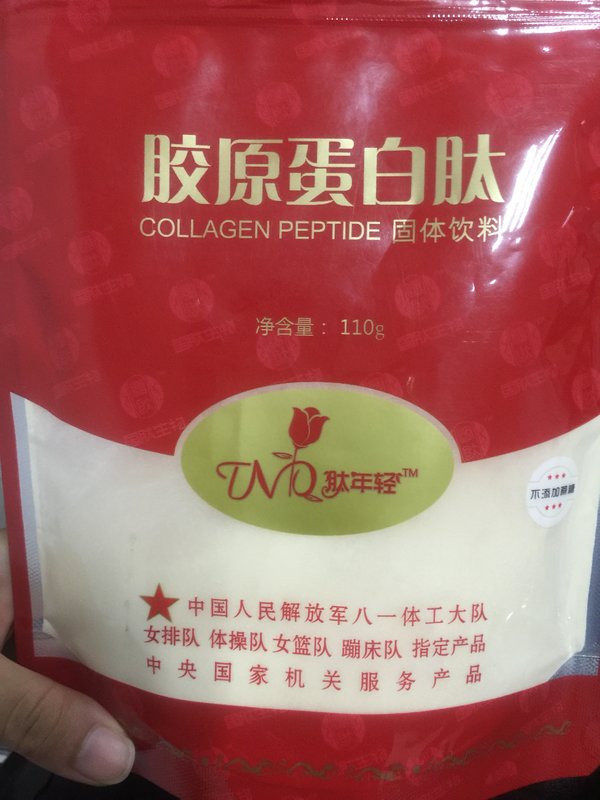 胶原蛋白肽
COLLAGEN PEPTIDE 固体饮料
净含量： 110g
TNQ 肽年轻™
不添加蔗糖
中国人民解放军八一体工大队
女排队 体操队 女篮队 蹦床队 指定产品
中央国家机关服务产品